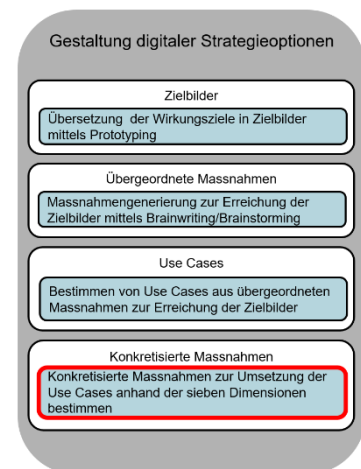 Gestaltung digitaler Strategieoptionen
Zielbilder
Übersetzung der Wirkungsziele in Zielbilder
mittels Prototyping
Übergeordnete Massnahmen
Massnahmengenerierung zur Erreichung der
Zielbilder mittels Brainwriting/Brainstorming
Use Cases
Bestimmen von Use Cases aus übergeordneten
Massnahmen zur Erreichung der Zielbilder
Konkretisierte Massnahmen
Konkretisierte Massnahmen zur Umsetzung der
Use Cases anhand der sieben Dimensionen
bestimmen